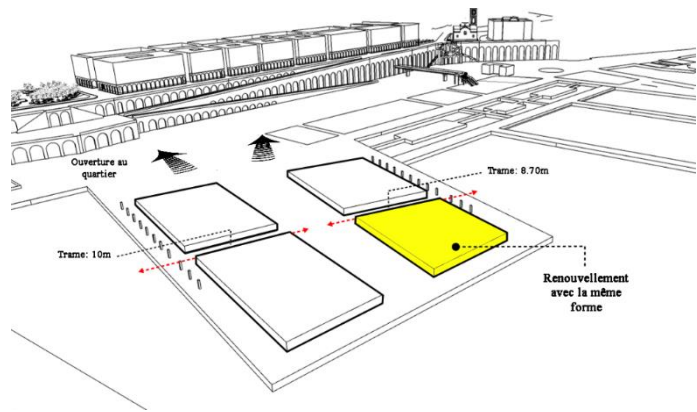 Ouverture au
quartier
Trame: 8.70m
Trame: 10m
Renouvellement
avec la même
forme